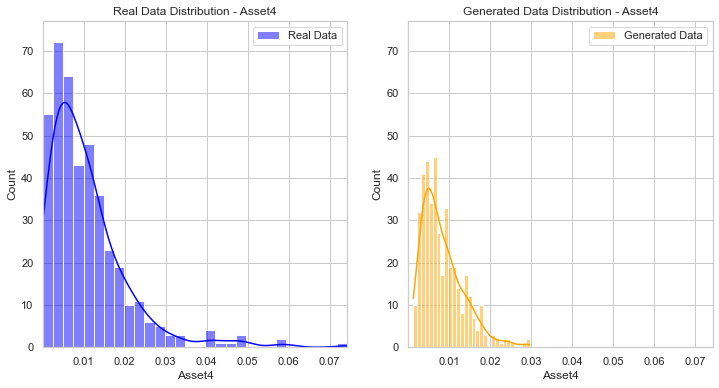 Real Data Distribution - Asset4
Real Data
Count
70
60
50
40
30
20
10
0
0.01 0.02 0.03 0.04 0.05 0.06 0.07
Asset4
Generated Data Distribution - Asset4
Generated Data
Count
70
60
50
40
30
20
10
0
0.01 0.02 0.03 0.04 0.05 0.06 0.07
Asset4